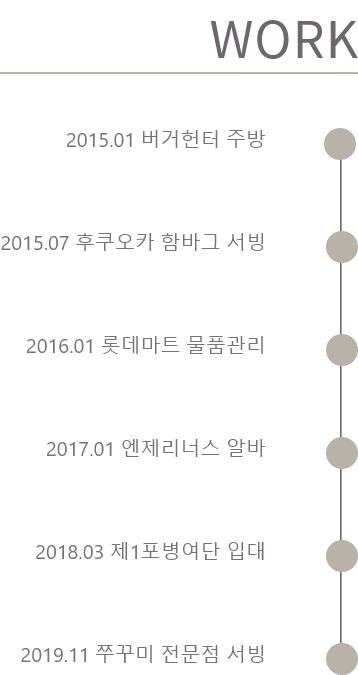 WORK
2015.01 버거헌터 주방
2015.07 후쿠오카 함바그 서빙
2016.01 롯데마트 물품관리
2017.01 엔제리너스 알바
2018.03 제1포병여단 입대
2019.11 쭈꾸미 전문점 서빙